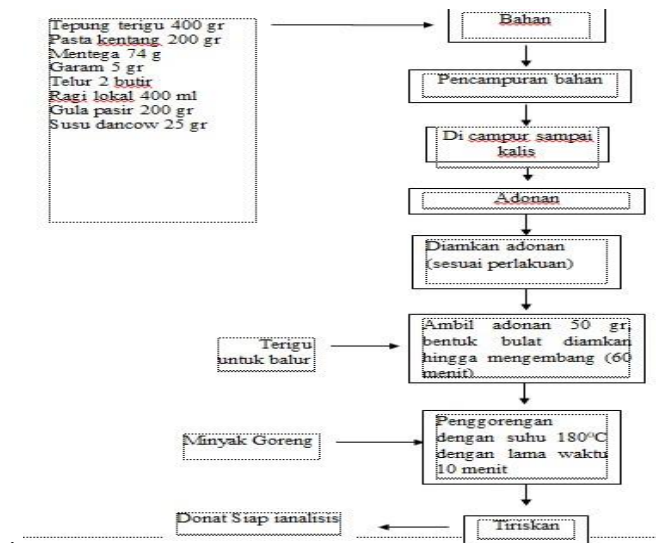 Tepung terigu 400 gr
Pasta kentang 200 gr
Mentega 74 g
Garam 5 gr
Telur 2 butir
Ragi lokal 400 ml
Gula pasir 200 gr
Susu dancow 25 gr
Bahan
Pencampuran bahan
Di campur sampai
kalis
Adonan
Diamkan adonan
(sesuai perlakuan)
Terigu
untuk balur
Ambil adonan 50 gr,
bentuk bulat diamkan
hingga mengembang (60
menit)
Minyak Goreng
Penggorengan
dengan suhu 180°C
dengan lama waktu
10 menit
Donat Siap ianalisis
Tiriskan